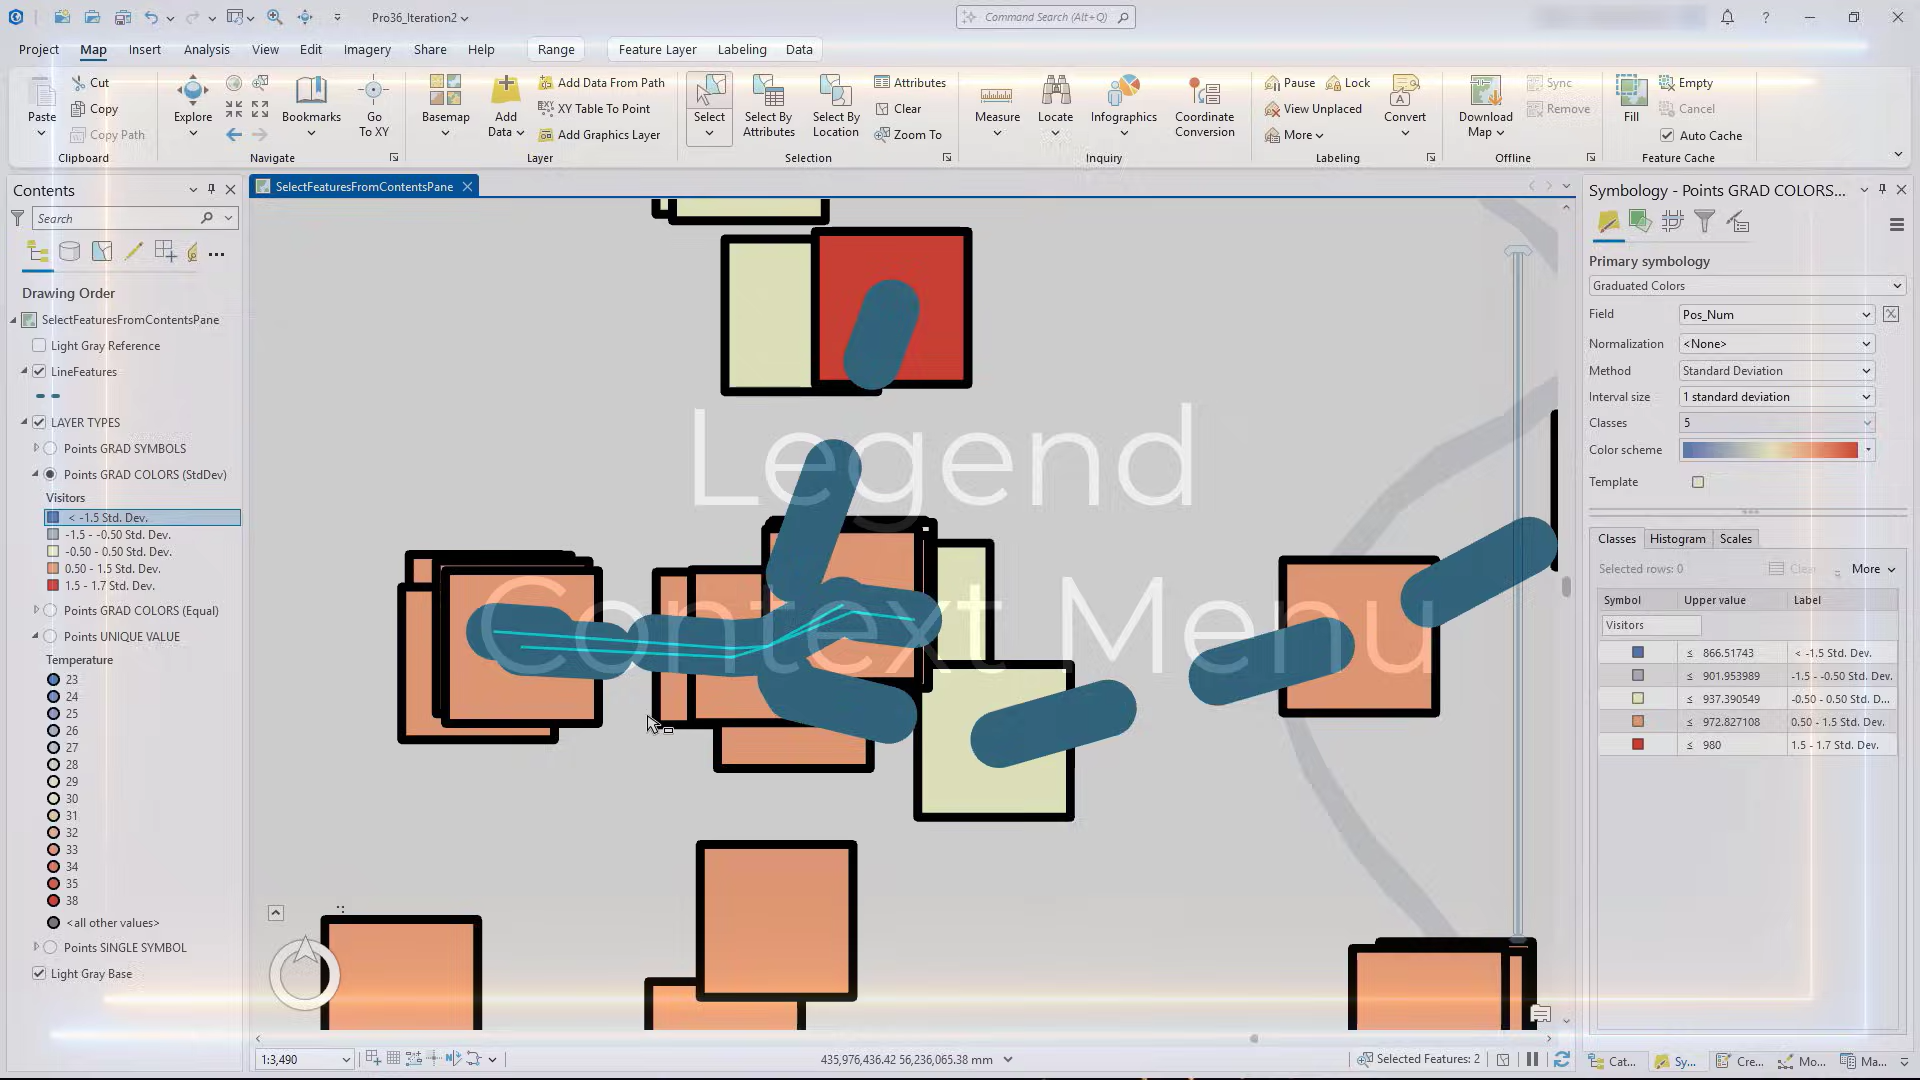 Pro36_Iteration2
Command Search (Alt+Q)
Project Map Insert Analysis View Edit Imagery Share Help Range Feature Layer Labeling Data
Paste
Cut
Copy
Copy Path
Clipboard
Explore
Bookmarks
Go
To XY
Navigate
Basemap
Add
Data
Add Data From Path
XY Table To Point
Add Graphics Layer
Layer
Select
Select By
Attributes
Select By
Location
Attributes
Clear
Zoom To
Selection
Measure
Locate
Infographics
Coordinate
Conversion
Inquiry
Pause
Lock
View Unplaced
More
Convert
Labeling
Download
Map
Sync
Remove
Offline
Fill
Empty
Cancel
Auto Cache
Feature Cache
Contents
Search
Drawing Order
SelectFeaturesFromContentsPane
Light Gray Reference
LineFeatures
LAYER TYPES
Points GRAD SYMBOLS
Points GRAD COLORS (StdDev)
Visitors
< -1.5 Std. Dev.
-1.5 - -0.50 Std. Dev.
-0.50 - 0.50 Std. Dev.
0.50 - 1.5 Std. Dev.
1.5 - 1.7 Std. Dev.
Points GRAD COLORS (Equal)
Points UNIQUE VALUE
Temperature
23
24
25
26
27
28
29
30
31
32
33
34
35
38
<all other values>
Points SINGLE SYMBOL
Light Gray Base
SelectFeaturesFromContentsPane
Legend
Context Menu
1:3,490
435,976,436.42 56,236,065.38 mm
Selected Features: 2
Symbology - Points GRAD COLORS...
Primary symbology
Graduated Colors
Field Pos_Num
Normalization <None>
Method Standard Deviation
Interval size 1 standard deviation
Classes 5
Color scheme
Template
Classes Histogram Scales
Selected rows: 0 Clear More
Symbol Upper value Label
Visitors
≤ 866.51743 < -1.5 Std. Dev.
≤ 901.953989 -1.5 - -0.50 Std. Dev.
≤ 937.390549 -0.50 - 0.50 Std. D...
≤ 972.827108 0.50 - 1.5 Std. Dev.
≤ 980 1.5 - 1.7 Std. Dev.
Cat... Sy... Cre... Mo... Ma...